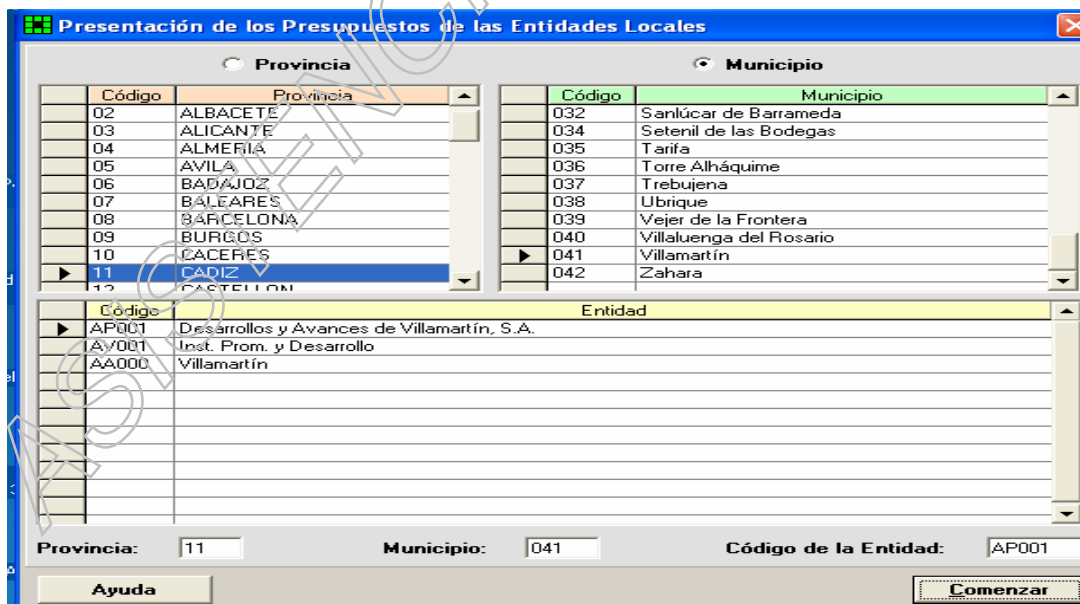 Presentación de los Presupuestos de las Entidades Locales
Provincia
Municipio
Código Provincia
02 ALBACETE
03 ALICANTE
04 ALMERIA
05 AVILA
06 BADAJOZ
07 BALEARES
08 BARCELONA
09 BURGOS
10 CACERES
11 CADIZ
12 CASTELLON
Código Municipio
032 Sanlúcar de Barrameda
034 Setenil de las Bodegas
035 Tarifa
036 Torre Alháquime
037 Trebujena
038 Ubrique
039 Vejer de la Frontera
040 Villaluenga del Rosario
041 Villamartín
042 Zahara
Código Entidad
AP001 Desarrollos y Avances de Villamartín, S.A.
AV001 Inst. Prom. y Desarrollo
AA000 Villamartín
Provincia: 11 Municipio: 041 Código de la Entidad: AP001
Ayuda Comenzar